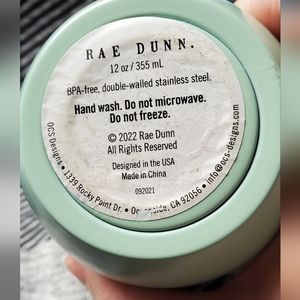 RAE DUNN.
12 oz / 355 mL
BPA-free, double-walled stainless steel.
Hand wash. Do not microwave.
Do not freeze.
© 2022 Rae Dunn
All Rights Reserved
Designed in the USA
Made in China
092021
OCS Designs • 1339 Rocky Point Dr. • Oceanside, CA 92056 • info@ocs-designs.com